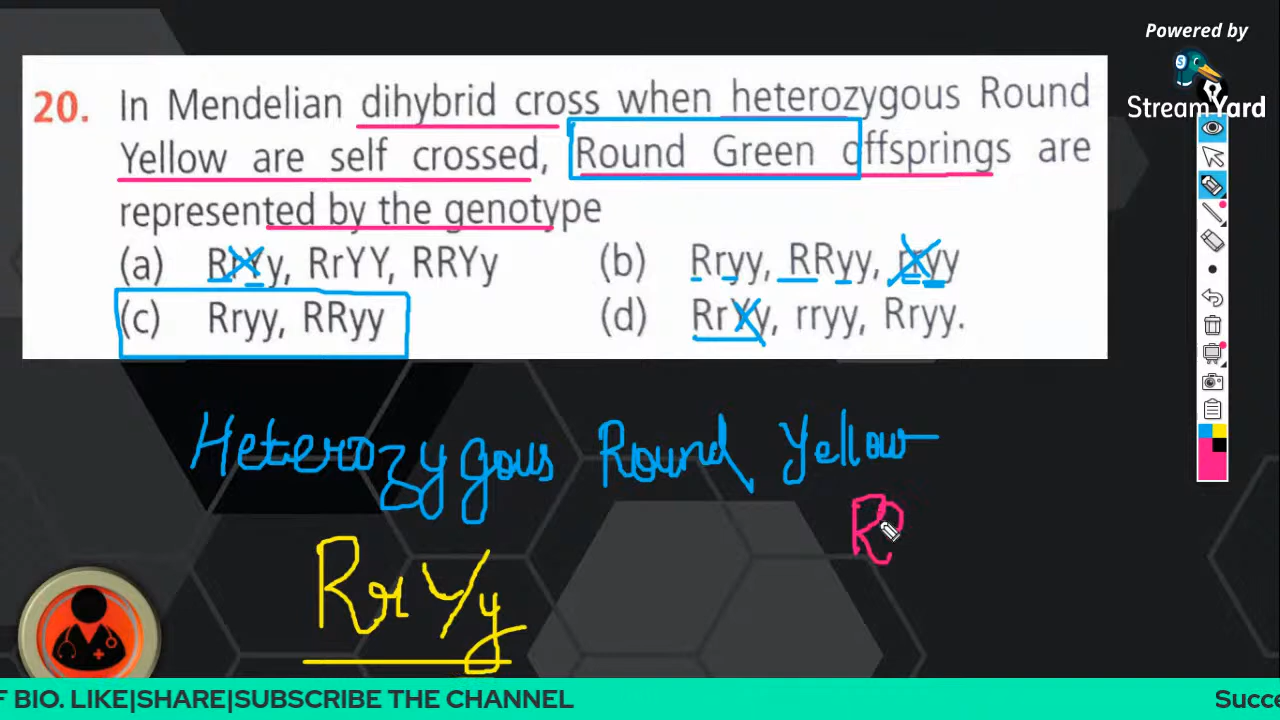 Powered by
StreamYard
20. In Mendelian dihybrid cross when heterozygous Round
Yellow are self crossed, Round Green offsprings are
represented by the genotype
(a) RrYy, RrYY, RRYy
(b) Rryy, RRyy, rryy
(c) Rryy, RRyy
(d) RrYy, rryy, Rryy.
Heterozygous Round Yellow
R
RrYy
F BIO. LIKE|SHARE|SUBSCRIBE THE CHANNEL
Succe